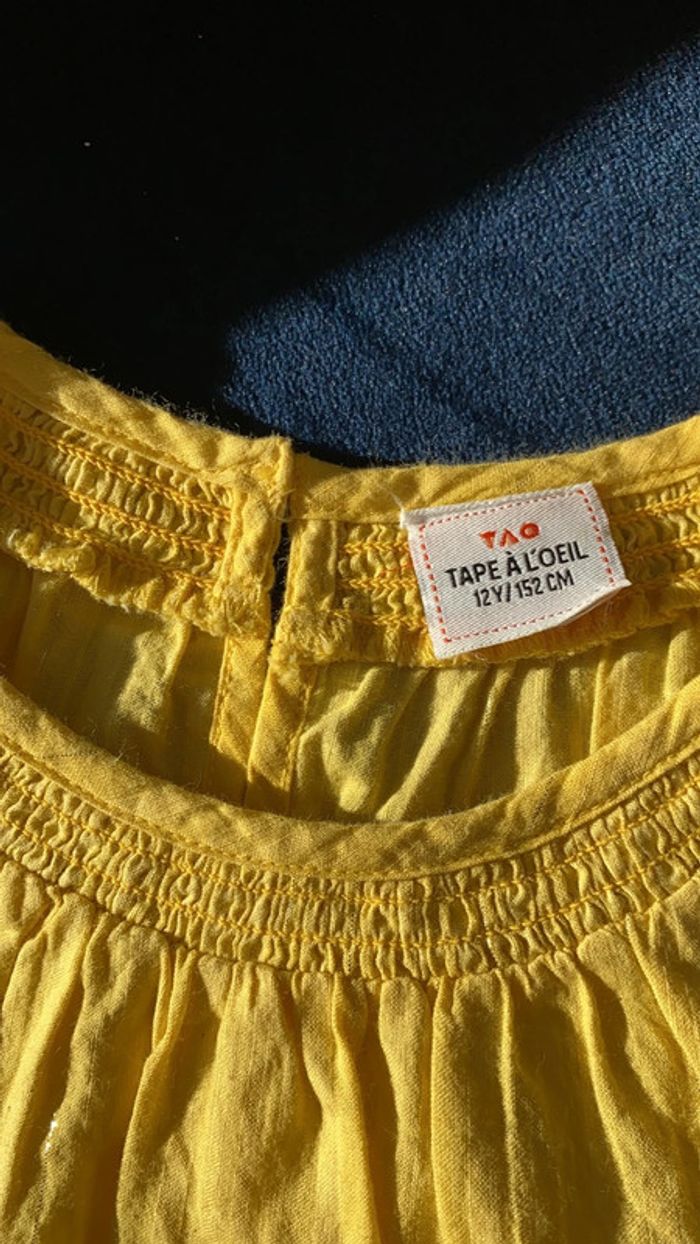 TAO
TAPE À L'OEIL
12Y/152 CM